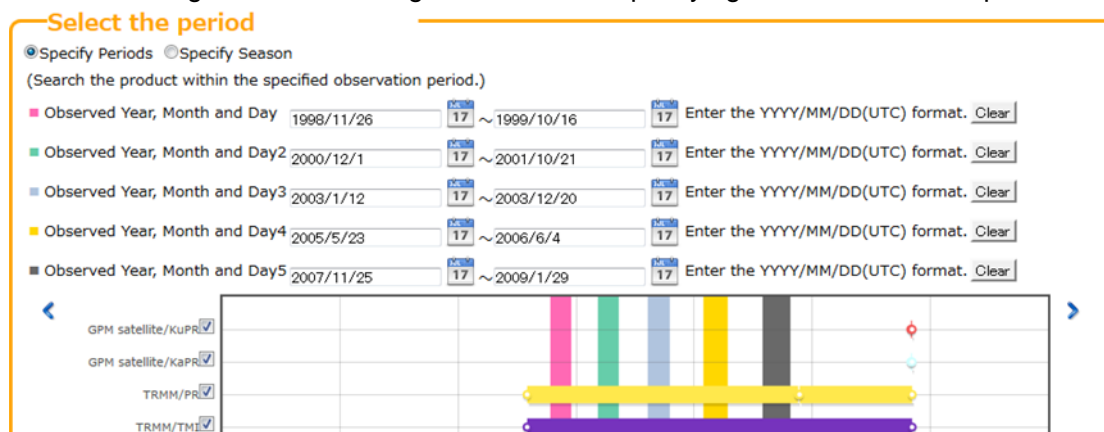 Select the period
Specify Periods Specify Season
(Search the product within the specified observation period.)
Observed Year, Month and Day 1998/11/26 17 ~1999/10/16 17 Enter the YYYY/MM/DD(UTC) format. Clear
Observed Year, Month and Day2 2000/12/1 17 ~2001/10/21 17 Enter the YYYY/MM/DD(UTC) format. Clear
Observed Year, Month and Day3 2003/1/12 17 ~2003/12/20 17 Enter the YYYY/MM/DD(UTC) format. Clear
Observed Year, Month and Day4 2005/5/23 17 ~2006/6/4 17 Enter the YYYY/MM/DD(UTC) format. Clear
Observed Year, Month and Day5 2007/11/25 17 ~2009/1/29 17 Enter the YYYY/MM/DD(UTC) format. Clear
GPM satellite/KuPR
GPM satellite/KaPR
TRMM/PR
TRMM/TMI